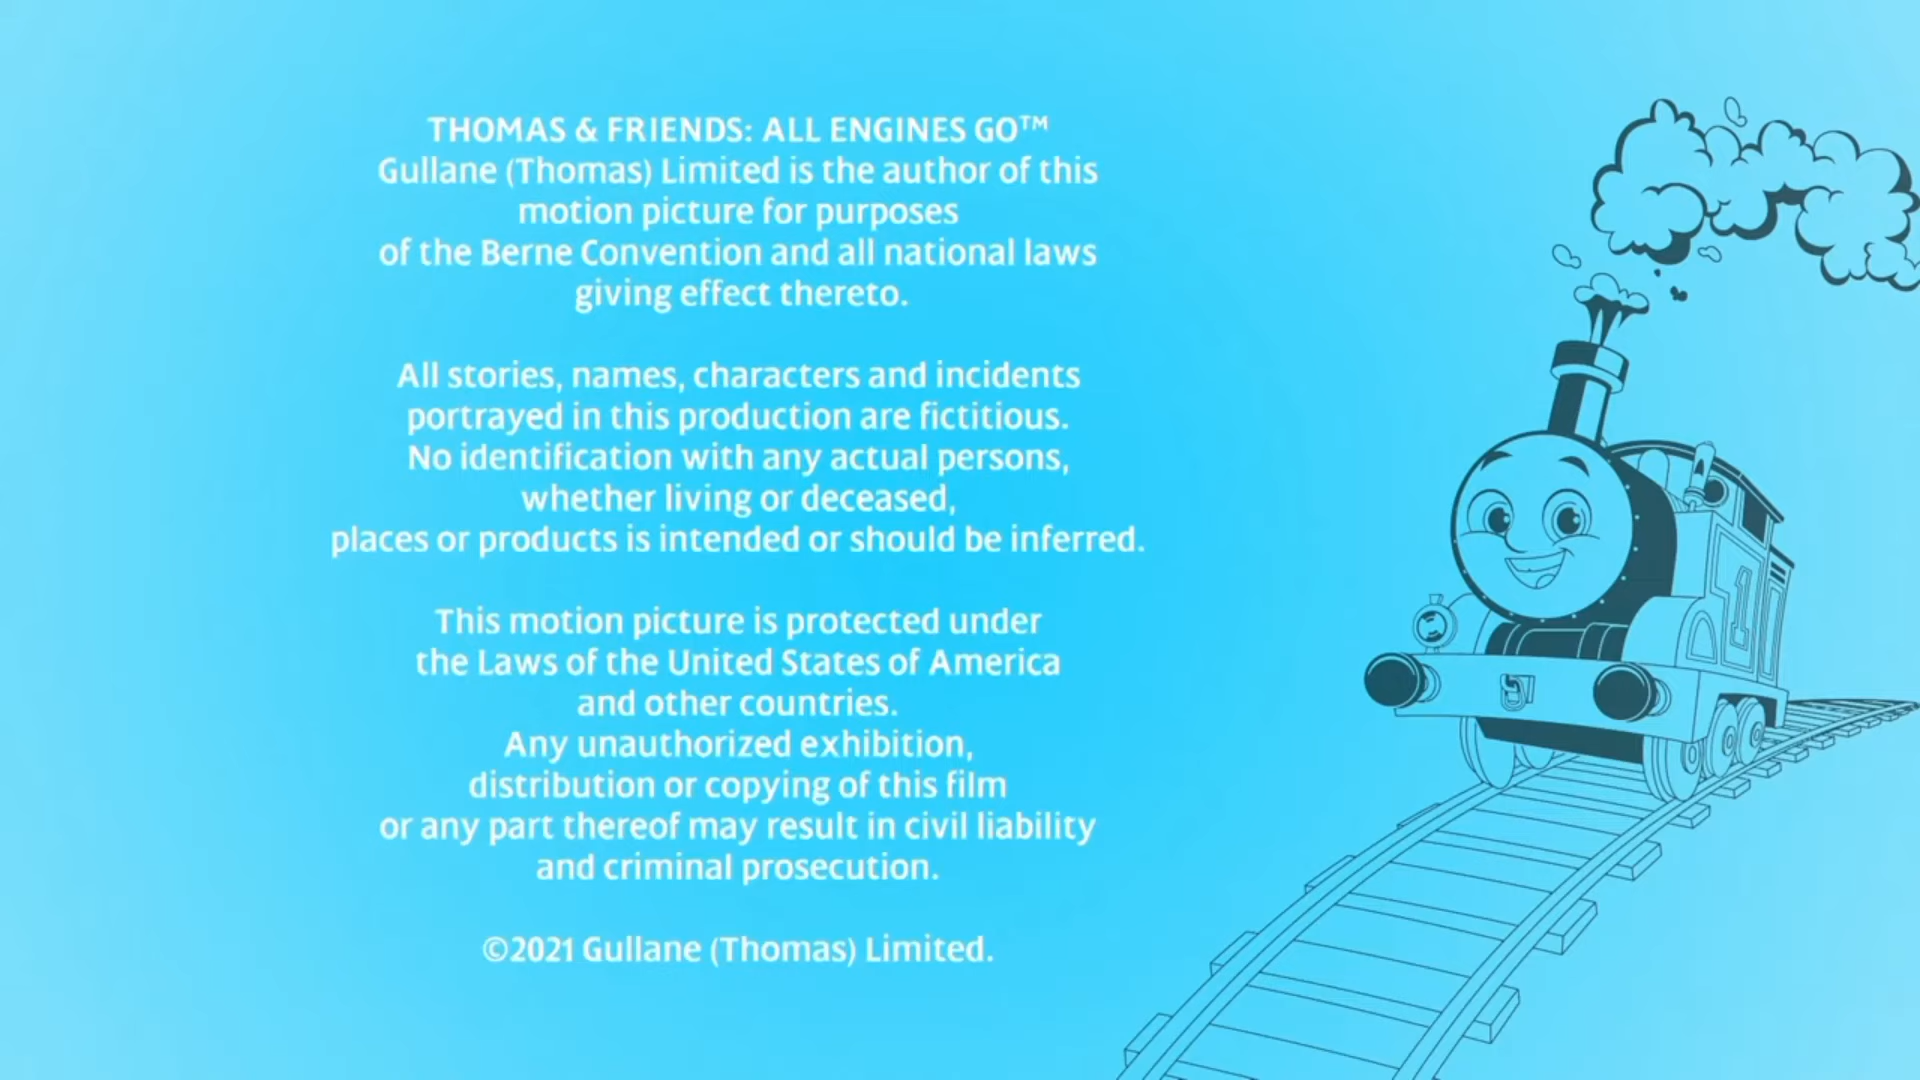 THOMAS & FRIENDS: ALL ENGINES GO™
Gullane (Thomas) Limited is the author of this
motion picture for purposes
of the Berne Convention and all national laws
giving effect thereto.
All stories, names, characters and incidents
portrayed in this production are fictitious.
No identification with any actual persons,
whether living or deceased,
places or products is intended or should be inferred.
This motion picture is protected under
the Laws of the United States of America
and other countries.
Any unauthorized exhibition,
distribution or copying of this film
or any part thereof may result in civil liability
and criminal prosecution.
©2021 Gullane (Thomas) Limited.
1